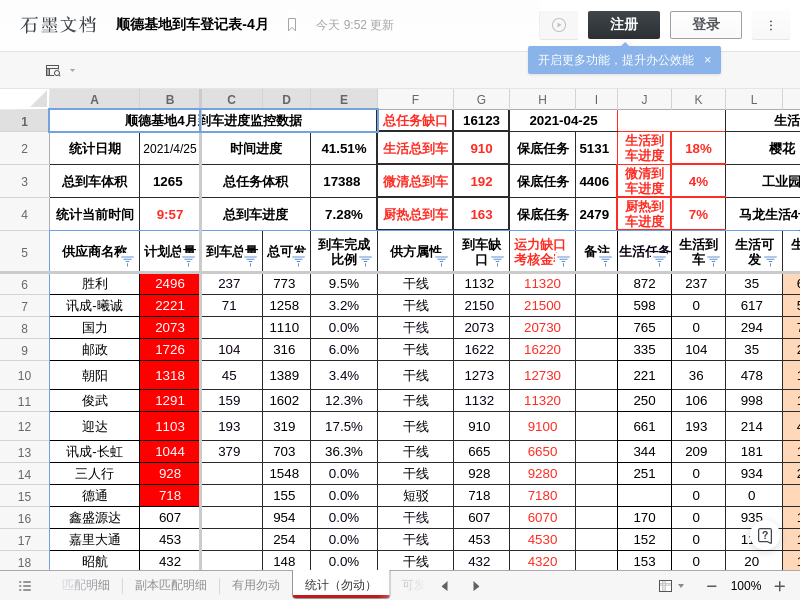 石墨文档 顺德基地到车登记表-4月 今天 9:52 更新 注册 登录
开启更多功能，提升办公效能 ×
A B C D E F G H I J K L
1 顺德基地4月到车进度监控数据 总任务缺口 16123 2021-04-25 生活
2 统计日期 2021/4/25 时间进度 41.51% 生活总到车 910 保底任务 5131 生活到车进度 18% 樱花
3 总到车体积 1265 总任务体积 17388 微清总到车 192 保底任务 4406 微清到车进度 4% 工业园
4 统计当前时间 9:57 总到车进度 7.28% 厨热总到车 163 保底任务 2479 厨热到车进度 7% 马龙生活4
5 供应商名称 计划总量 到车总量 总可发 到车完成比例 供方属性 到车缺口 运力缺口考核金 备注 生活任务 生活到车 生活可发
6 胜利 2496 237 773 9.5% 干线 1132 11320 872 237 35
7 讯成-曦诚 2221 71 1258 3.2% 干线 2150 21500 598 0 617
8 国力 2073 1110 0.0% 干线 2073 20730 765 0 294
9 邮政 1726 104 316 6.0% 干线 1622 16220 335 104 35
10 朝阳 1318 45 1389 3.4% 干线 1273 12730 221 36 478
11 俊武 1291 159 1602 12.3% 干线 1132 11320 250 106 998
12 迎达 1103 193 319 17.5% 干线 910 9100 661 193 214
13 讯成-长虹 1044 379 703 36.3% 干线 665 6650 344 209 181
14 三人行 928 1548 0.0% 干线 928 9280 251 0 934
15 德通 718 155 0.0% 短驳 718 7180 0 0
16 鑫盛源达 607 954 0.0% 干线 607 6070 170 0 935
17 嘉里大通 453 254 0.0% 干线 453 4530 152 0
18 昭航 432 148 0.0% 干线 432 4320 153 0 20
匹配明细 副本匹配明细 有用勿动 统计（勿动） 可发 100%